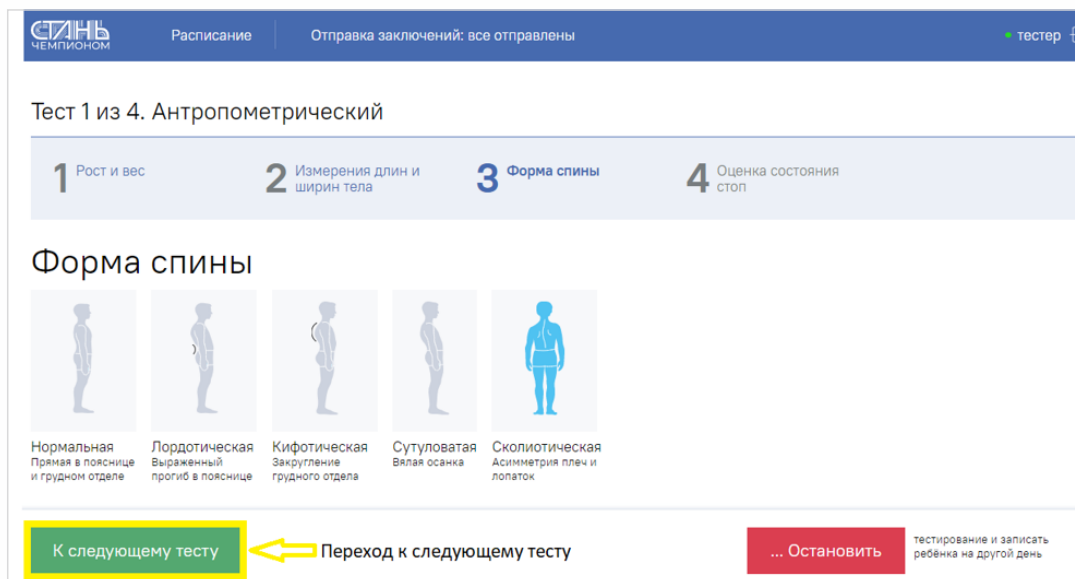 СТАНЬ
ЧЕМПИОНОМ
Расписание
Отправка заключений: все отправлены
тестер
Тест 1 из 4. Антропометрический
1 Рост и вес
2 Измерения длин и
ширин тела
3 Форма спины
4 Оценка состояния
стоп
Форма спины
Нормальная
Прямая в пояснице
и грудном отделе
Лордотическая
Выраженный
прогиб в пояснице
Кифотическая
Закругление
грудного отдела
Сутуловатая
Вялая осанка
Сколиотическая
Асимметрия плеч и
лопаток
К следующему тесту
Переход к следующему тесту
... Остановить
тестирование и записать
ребёнка на другой день